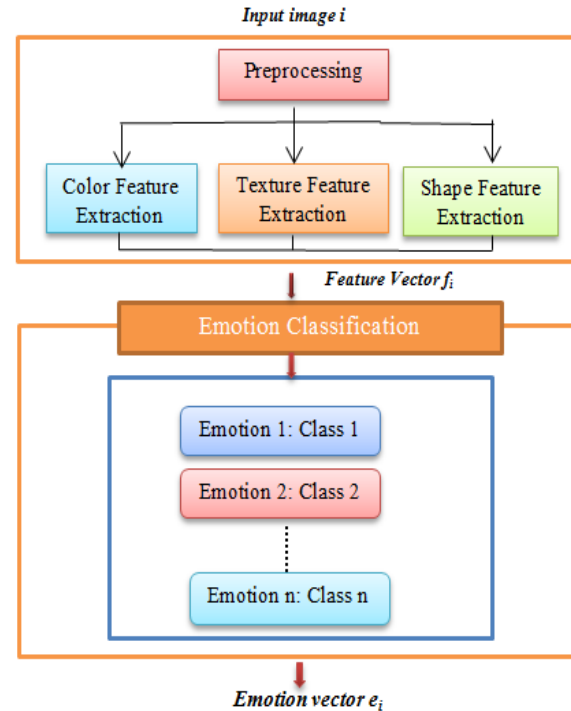 Input image i
Preprocessing
Color Feature
Extraction
Texture Feature
Extraction
Shape Feature
Extraction
Feature Vector fᵢ
Emotion Classification
Emotion 1: Class 1
Emotion 2: Class 2
Emotion n: Class n
Emotion vector eᵢ